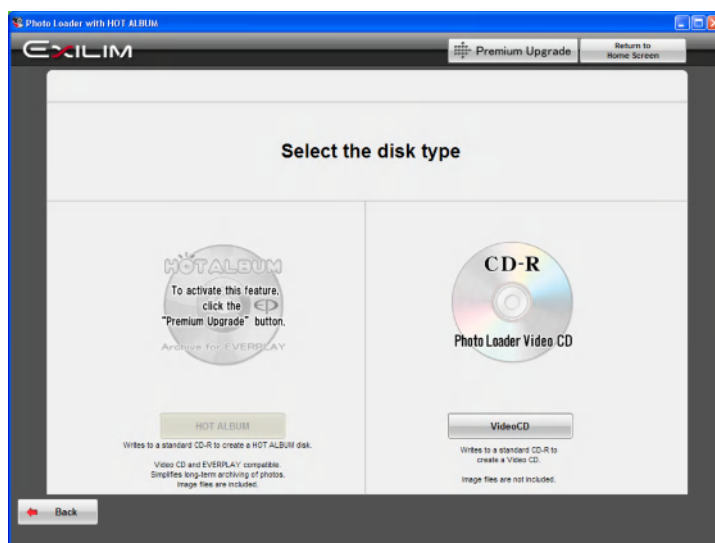 Photo Loader with HOT ALBUM
EXILIM
Premium Upgrade
Return to
Home Screen
Select the disk type
HOT ALBUM
To activate this feature,
click the EP
"Premium Upgrade" button.
Archive for EVERPLAY
HOT ALBUM
Writes to a standard CD-R to create a HOT ALBUM disk.
Video CD and EVERPLAY compatible.
Simplifies long-term archiving of photos.
Image files are included.
CD-R
Photo Loader Video CD
VideoCD
Writes to a standard CD-R to
create a Video CD.
Image files are not included.
Back